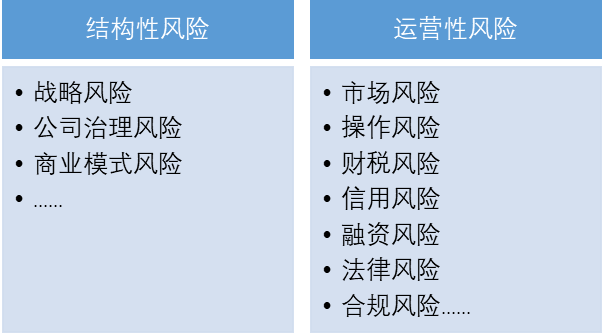 结构性风险
• 战略风险
• 公司治理风险
• 商业模式风险
• ......
运营性风险
• 市场风险
• 操作风险
• 财税风险
• 信用风险
• 融资风险
• 法律风险
• 合规风险......